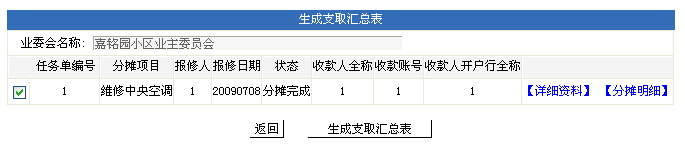 生成支取汇总表
业委会名称: 嘉铭园小区业主委员会
任务单编号 分摊项目 报修人 报修日期 状态 收款人全称 收款账号 收款人开户行全称
1 维修中央空调 1 20090708 分摊完成 1 1 1 【详细资料】 【分摊明细】
返回 生成支取汇总表